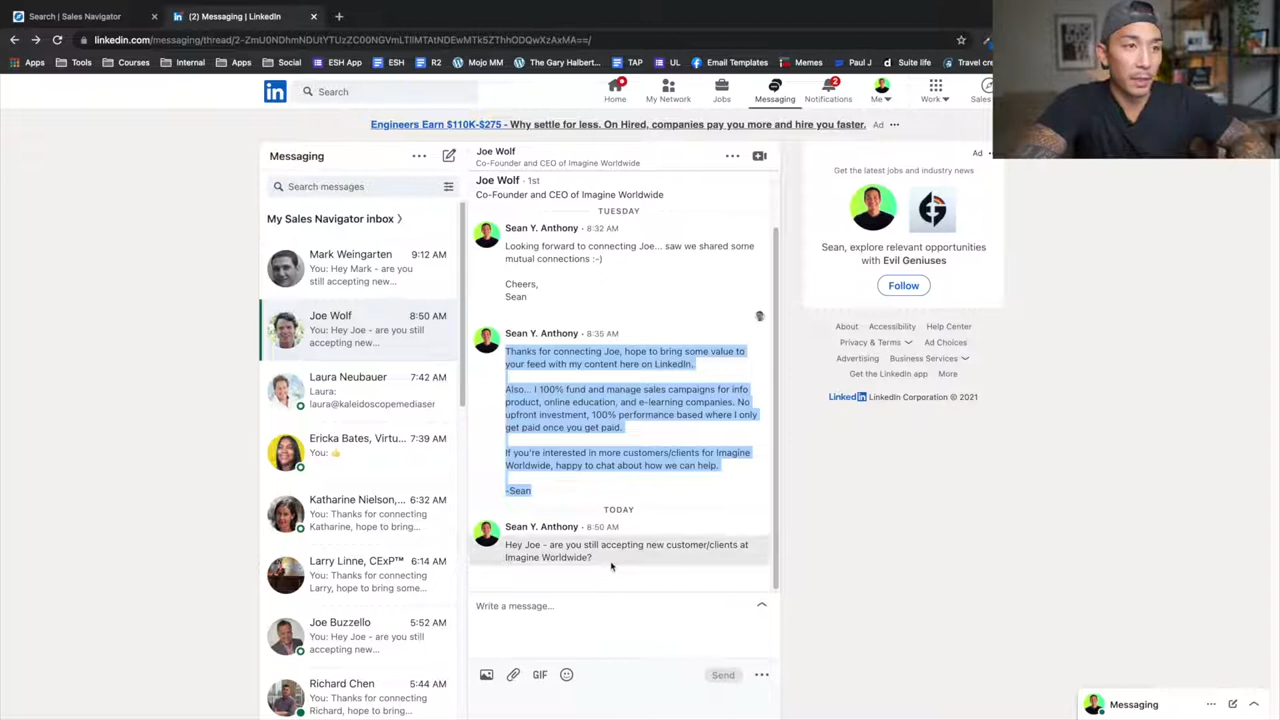 Search | Sales Navigator
(2) Messaging | LinkedIn
Apps
Tools
Courses
Internal
Apps
Social
ESH App
ESH
R2
Mojo MM
The Gary Halbert...
TAP
UL
Email Templates
Memes
Paul J
Suite life
Travel cre
in
Search
Home
My Network
Jobs
Messaging
2
Notifications
Me
Work
Sales
Engineers Earn $110K-$275 - Why settle for less. On Hired, companies pay you more and hire you faster. Ad
Messaging
Search messages
My Sales Navigator inbox
Mark Weingarten 9:12 AM
You: Hey Mark - are you
still accepting new...
Joe Wolf 8:50 AM
You: Hey Joe - are you still
accepting new...
Laura Neubauer 7:42 AM
Laura:
laura@kaleidoscopemediaser
Ericka Bates, Virtu... 7:39 AM
You: 👍
Katharine Nielson,... 6:32 AM
You: Thanks for connecting
Katharine, hope to bring...
Larry Linne, CExP™ 6:14 AM
You: Thanks for connecting
Larry, hope to bring some...
Joe Buzzello 5:52 AM
You: Hey Joe - are you still
accepting new...
Richard Chen 5:44 AM
You: Thanks for connecting
Richard, hope to bring...
Joe Wolf
Co-Founder and CEO of Imagine Worldwide
Joe Wolf · 1st
Co-Founder and CEO of Imagine Worldwide
TUESDAY
Sean Y. Anthony · 8:32 AM
Looking forward to connecting Joe... saw we shared some
mutual connections :-)
Cheers,
Sean
Sean Y. Anthony · 8:35 AM
Thanks for connecting Joe, hope to bring some value to
your feed with my content here on LinkedIn.
Also... I 100% fund and manage sales campaigns for info
product, online education, and e-learning companies. No
upfront investment, 100% performance based where I only
get paid once you get paid.
If you're interested in more customers/clients for Imagine
Worldwide, happy to chat about how we can help.
-Sean
TODAY
Sean Y. Anthony · 8:50 AM
Hey Joe - are you still accepting new customer/clients at
Imagine Worldwide?
Write a message...
GIF
Send
Ad
Get the latest jobs and industry news
Sean, explore relevant opportunities
with Evil Geniuses
Follow
About Accessibility Help Center
Privacy & Terms Ad Choices
Advertising Business Services
Get the LinkedIn app More
LinkedIn LinkedIn Corporation © 2021
Messaging